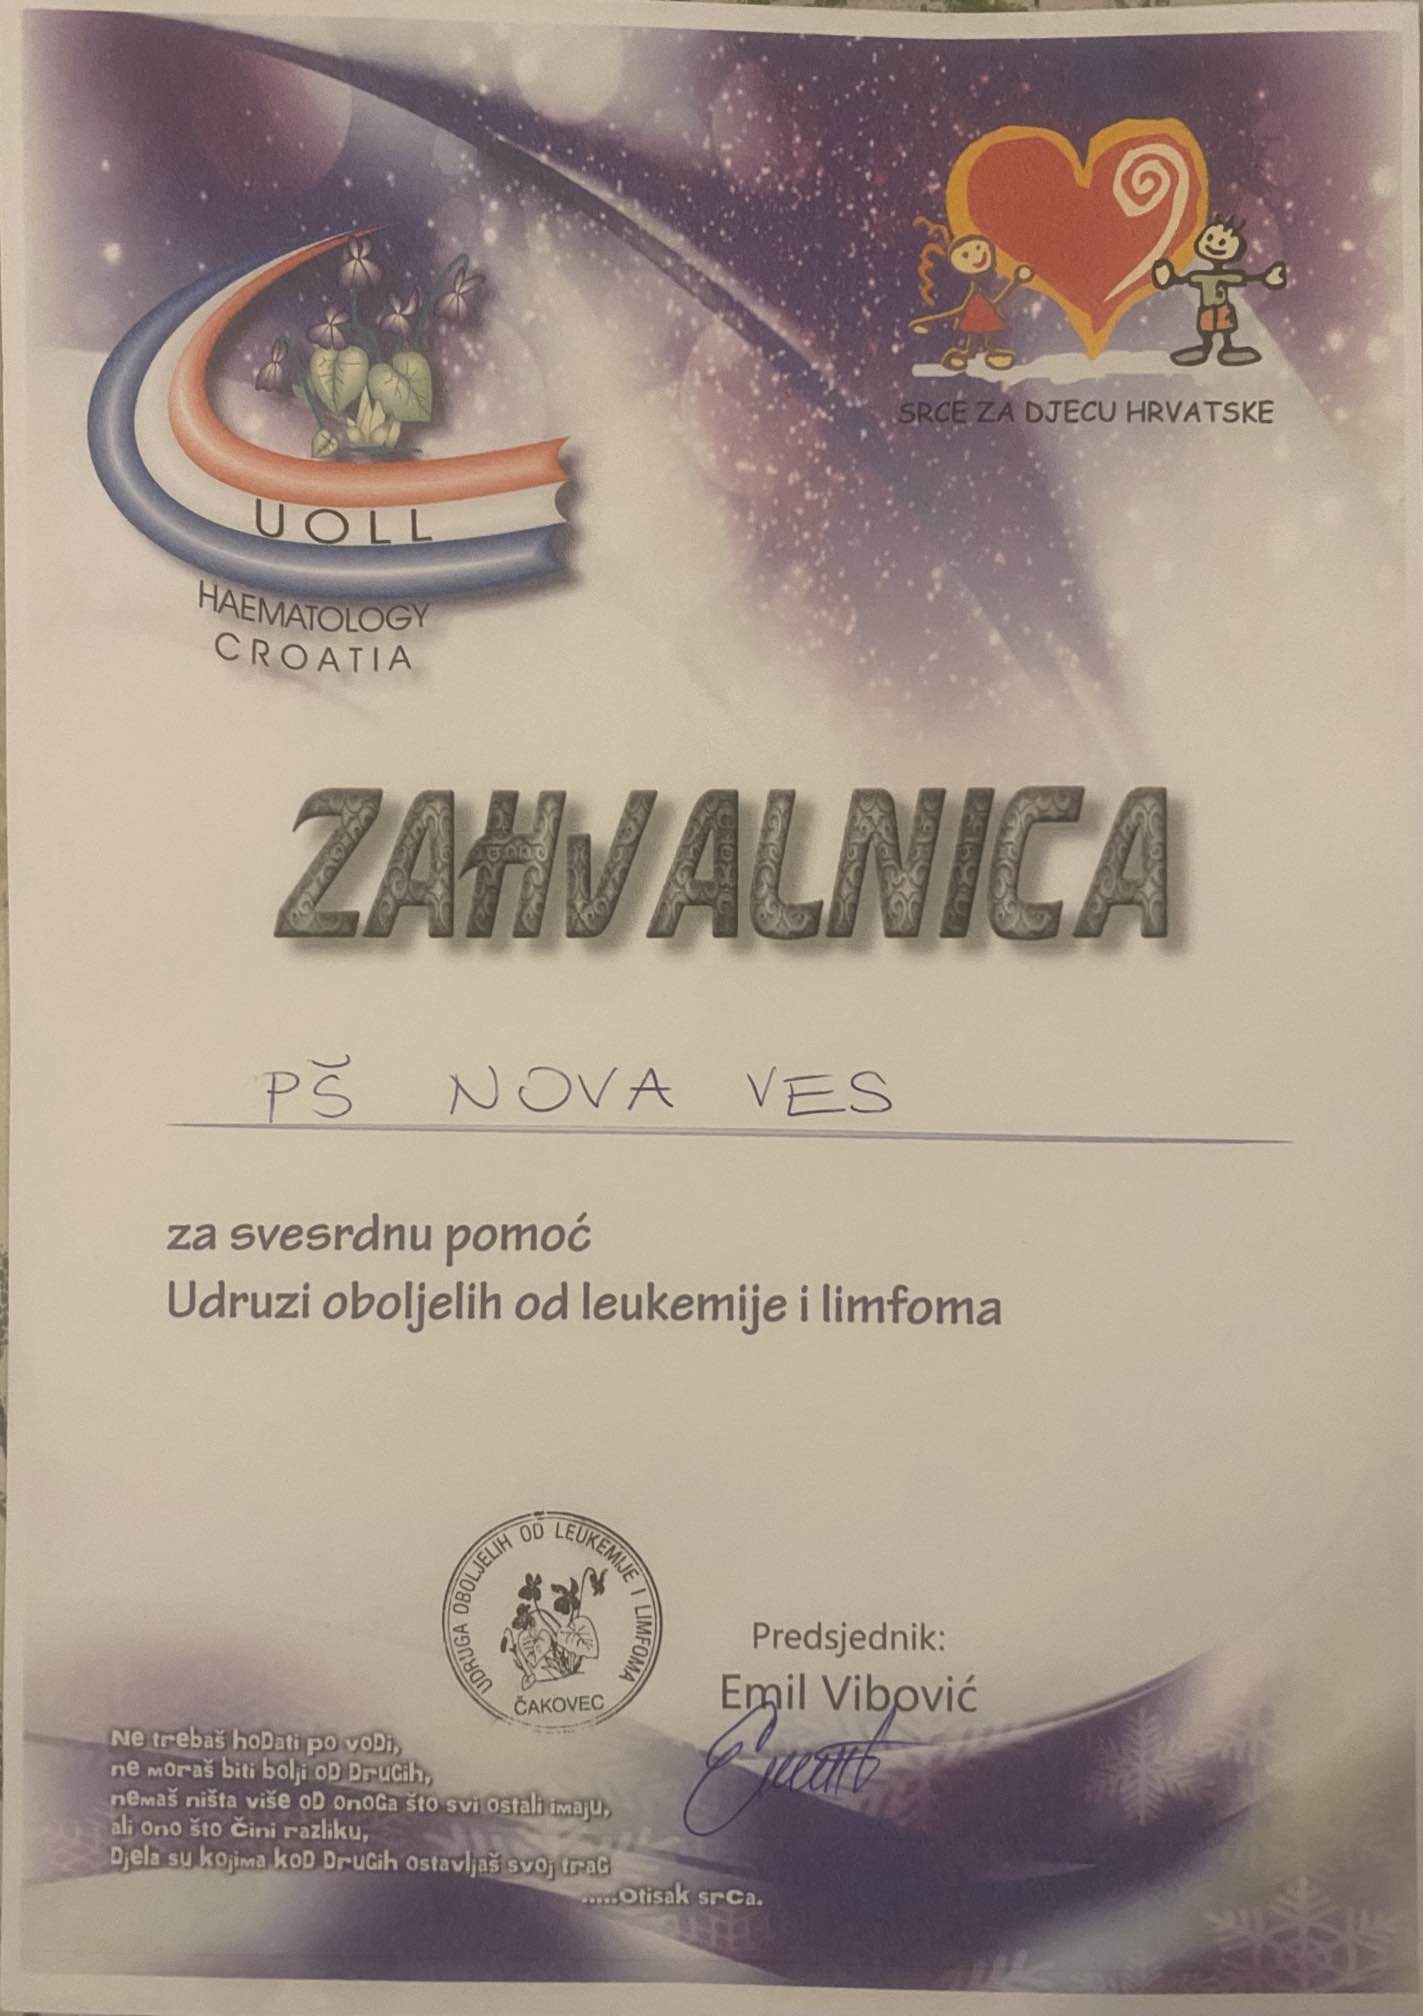 UOLL
HAEMATOLOGY
CROATIA
SRCE ZA DJECU HRVATSKE
ZAHVALNICA
PŠ NOVA VES
za svesrdnu pomoć
Udruzi oboljelih od leukemije i limfoma
UDRUGA OBOLJELIH OD LEUKEMIJE I LIMFOMA
ČAKOVEC
Predsjednik:
Emil Vibović
Ne trebaš hoDati po voDi,
ne moraš biti bolji oD DruGih,
nemaš ništa više oD onoGa što svi ostali imaju,
ali ono što Čini razliku,
Djela su kojima koD DruGih ostavljaš svoj traG
.....Otisak srCa.